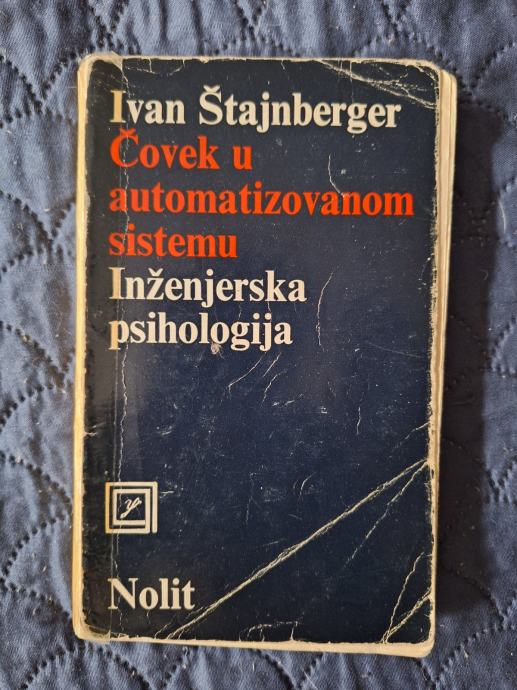 Ivan Štajnberger
Čovek u
automatizovanom
sistemu
Inženjerska
psihologija
Nolit